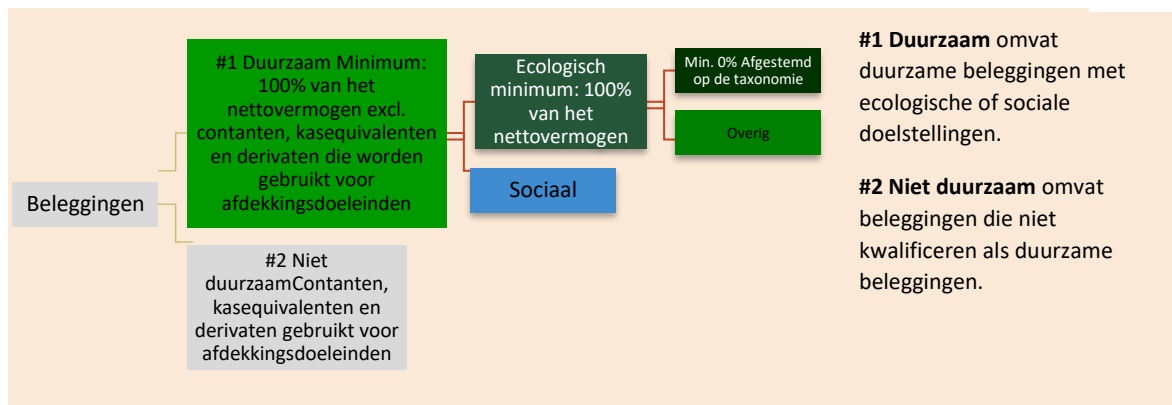 Beleggingen
#1 Duurzaam Minimum:
100% van het
nettovermogen excl.
contanten, kasequivalenten
en derivaten die worden
gebruikt voor
afdekkingsdoeleinden
#2 Niet
duurzaamContanten,
kasequivalenten en
derivaten gebruikt voor
afdekkingsdoeleinden
Ecologisch
minimum: 100%
van het
nettovermogen
Sociaal
Min. 0% Afgestemd
op de taxonomie
Overig
#1 Duurzaam omvat
duurzame beleggingen met
ecologische of sociale
doelstellingen.
#2 Niet duurzaam omvat
beleggingen die niet
kwalificeren als duurzame
beleggingen.